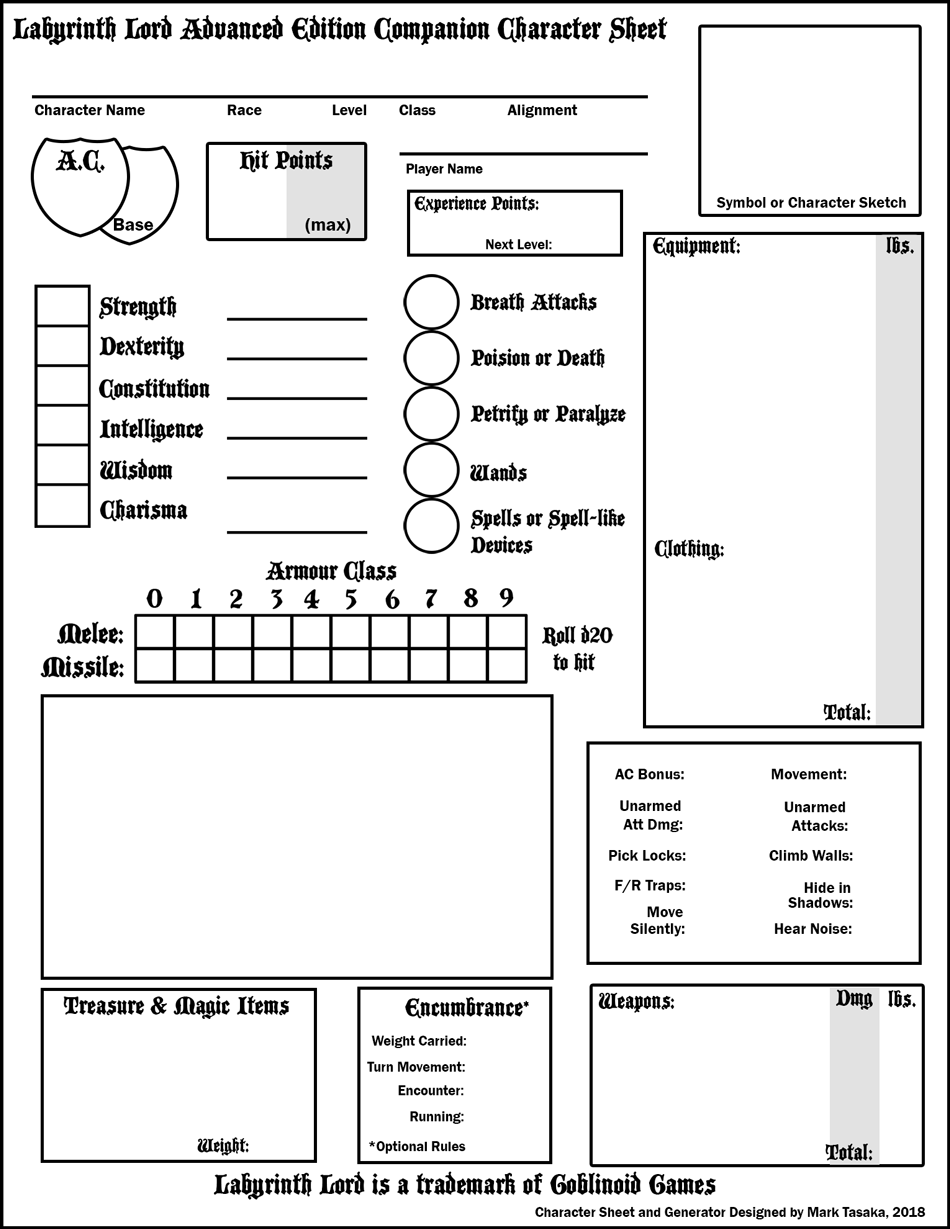 Labyrinth Lord Advanced Edition Companion Character Sheet
Character Name Race Level Class Alignment
Player Name
Symbol or Character Sketch
A.C.
Base
Hit Points
(max)
Experience Points:
Next Level:
Strength
Dexterity
Constitution
Intelligence
Wisdom
Charisma
Breath Attacks
Poision or Death
Petrify or Paralyze
Wands
Spells or Spell-like
Devices
Equipment: lbs.
Clothing:
Total:
Armour Class
0 1 2 3 4 5 6 7 8 9
Melee:
Missile:
Roll d20
to hit
AC Bonus: Movement:
Unarmed
Att Dmg:
Unarmed
Attacks:
Pick Locks: Climb Walls:
F/R Traps:
Hide in
Shadows:
Move
Silently:
Hear Noise:
Treasure & Magic Items
Weight:
Encumbrance*
Weight Carried:
Turn Movement:
Encounter:
Running:
*Optional Rules
Weapons: Dmg lbs.
Total:
Labyrinth Lord is a trademark of Goblinoid Games
Character Sheet and Generator Designed by Mark Tasaka, 2018